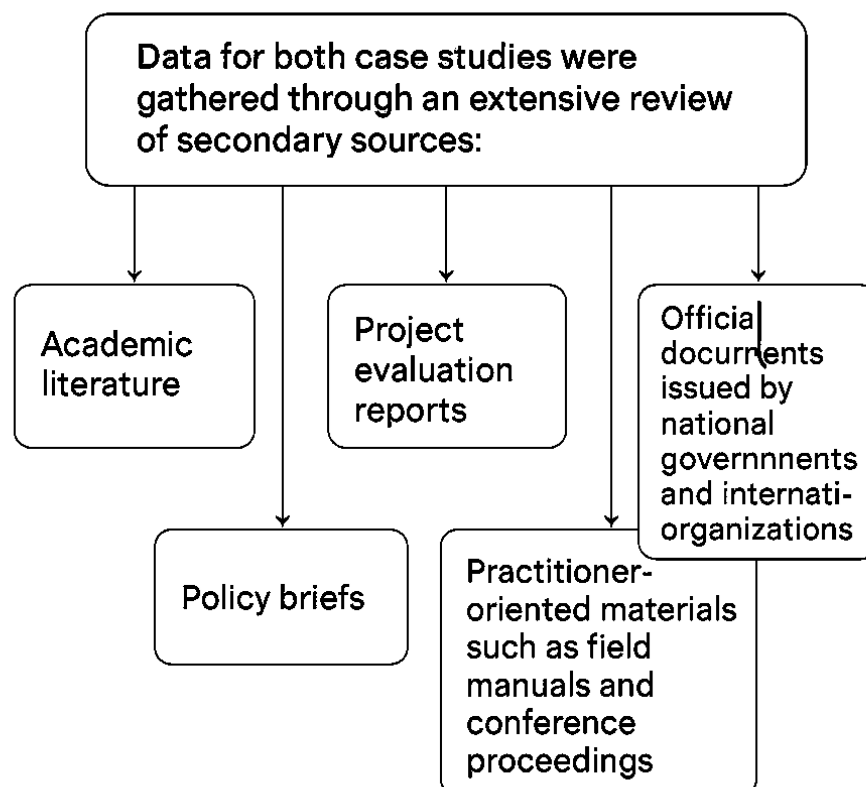 Data for both case studies were
gathered through an extensive review
of secondary sources:
Academic
literature
Project
evaluation
reports
Official
documents
issued by
national
governnnents
and internati-
organizations
Policy briefs
Practitioner-
oriented materials
such as field
manuals and
conference
proceedings